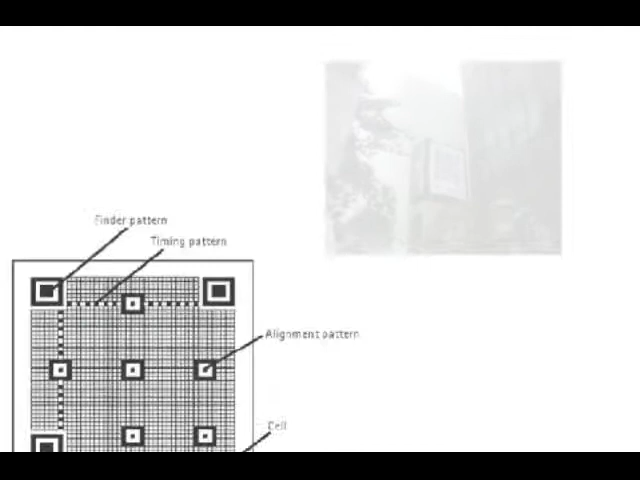 Finder pattern
Timing pattern
Alignment pattern
Cell